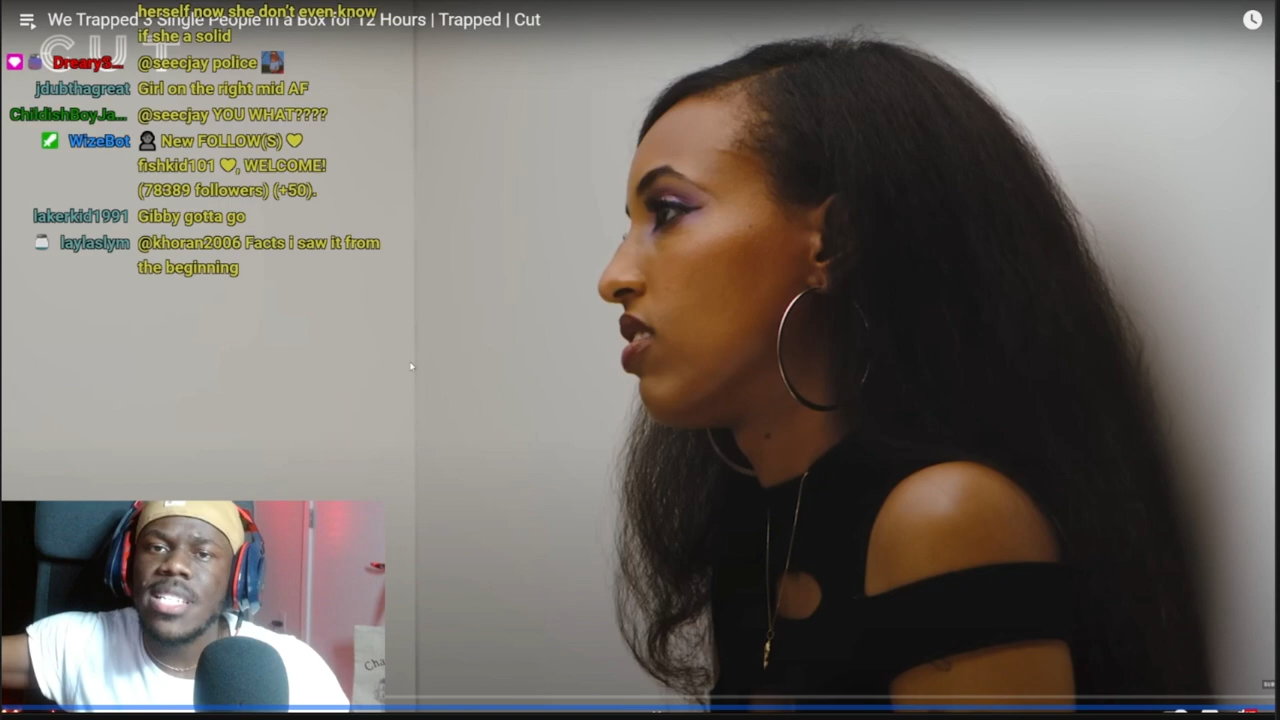 We Trapped 3 Single People in a Box for 12 Hours | Trapped | Cut
CUT
herself now she don't even know
if she a solid
DrearyS... @seecjay police
jdubthagreat Girl on the right mid AF
ChildishBoyJa... @seecjay YOU WHAT????
WizeBot New FOLLOW(S)
fishkid101 , WELCOME!
(78389 followers) (+50).
lakerkid1991 Gibby gotta go
laylaslym @khoran2006 Facts i saw it from
the beginning
Cha